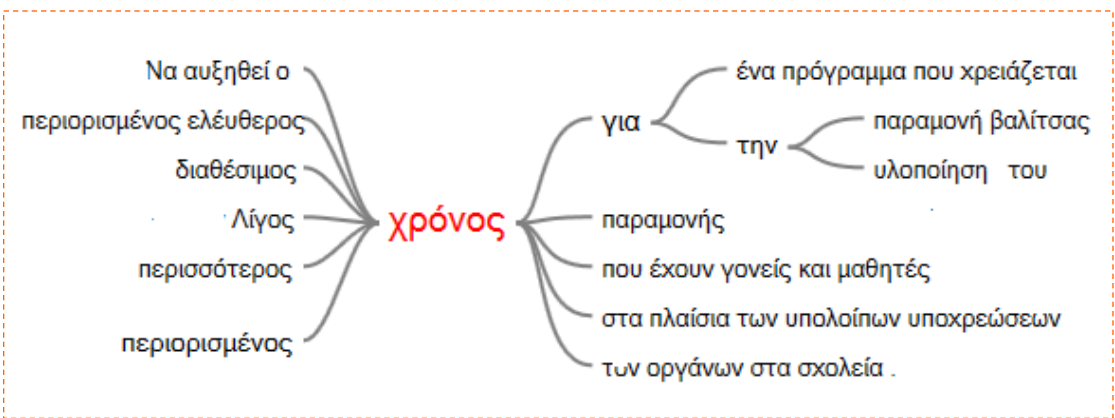 Να αυξηθεί ο
περιορισμένος ελέυθερος
διαθέσιμος
Λίγος
περισσότερος
περιορισμένος
χρόνος
για
ένα πρόγραμμα που χρειάζεται
την
παραμονή βαλίτσας
υλοποίηση του
παραμονής
που έχουν γονείς και μαθητές
στα πλαίσια των υπολοίπων υποχρεώσεων
των οργάνων στα σχολεία .